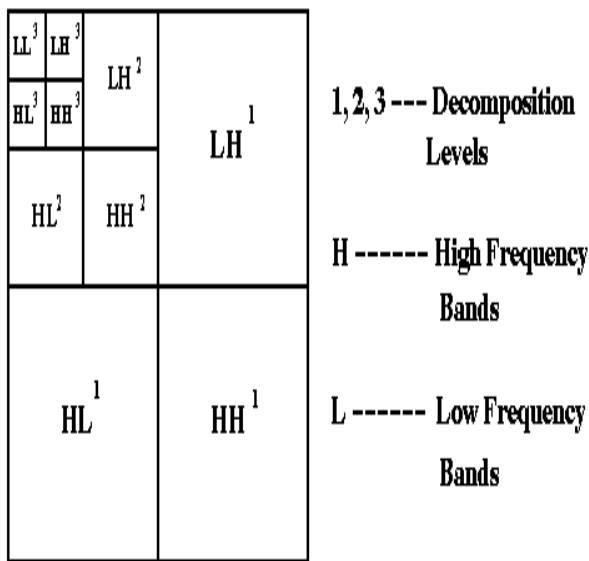 LL³ LH³
LH²
HL³ HH³
LH¹
HL² HH²
HL¹ HH¹
1, 2, 3 --- Decomposition
Levels
H ------ High Frequency
Bands
L ------ Low Frequency
Bands